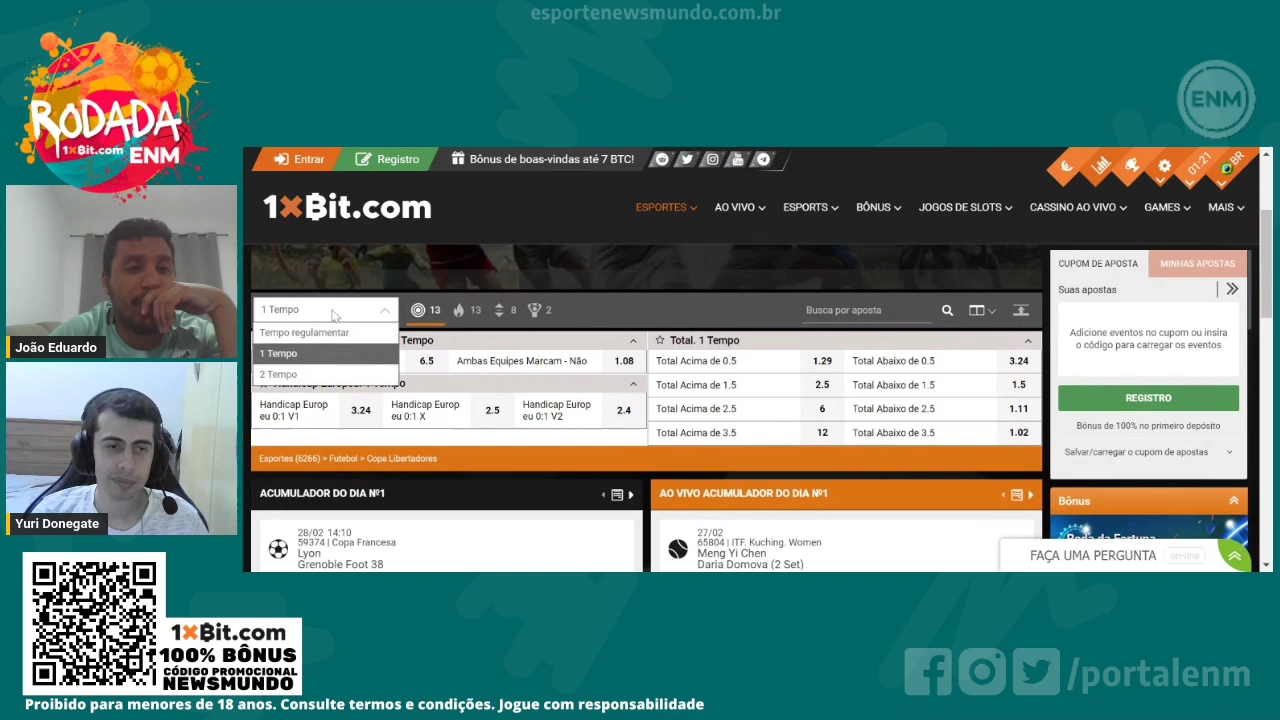 esportenewsmundo.com.br
RODADA
1xBit.com
ENM
ENM
João Eduardo
Yuri Donegate
Entrar
Registro
Bônus de boas-vindas até 7 BTC!
01:21
BR
1xBit.com
ESPORTES
AO VIVO
ESPORTS
BÔNUS
JOGOS DE SLOTS
CASSINO AO VIVO
GAMES
MAIS
1 Tempo
13
13
8
2
Busca por aposta
Tempo regulamentar
1 Tempo
2 Tempo
Tempo
6.5
Ambas Equipes Marcam - Não
1.08
Handicap Europ
eu 0:1 V1
3.24
Handicap Europ
eu 0:1 X
2.5
Handicap Europ
eu 0:1 V2
2.4
Total. 1 Tempo
Total Acima de 0.5
1.29
Total Abaixo de 0.5
3.24
Total Acima de 1.5
2.5
Total Abaixo de 1.5
1.5
Total Acima de 2.5
6
Total Abaixo de 2.5
1.11
Total Acima de 3.5
12
Total Abaixo de 3.5
1.02
Esportes (6266) > Futebol > Copa Libertadores
ACUMULADOR DO DIA Nº1
28/02 14:10
59374 | Copa Francesa
Lyon
Grenoble Foot 38
AO VIVO ACUMULADOR DO DIA Nº1
27/02
65804 | ITF. Kuching. Women
Meng Yi Chen
Daria Domova (2 Set)
CUPOM DE APOSTA
MINHAS APOSTAS
Suas apostas
Adicione eventos no cupom ou insira
o código para carregar os eventos
REGISTRO
Bônus de 100% no primeiro depósito
Salvar/carregar o cupom de apostas
Bônus
Roda da Fortuna
FAÇA UMA PERGUNTA
on-line
1xBit.com
100% BÔNUS
CÓDIGO PROMOCIONAL
NEWSMUNDO
/portalenm
Proibido para menores de 18 anos. Consulte termos e condições. Jogue com responsabilidade